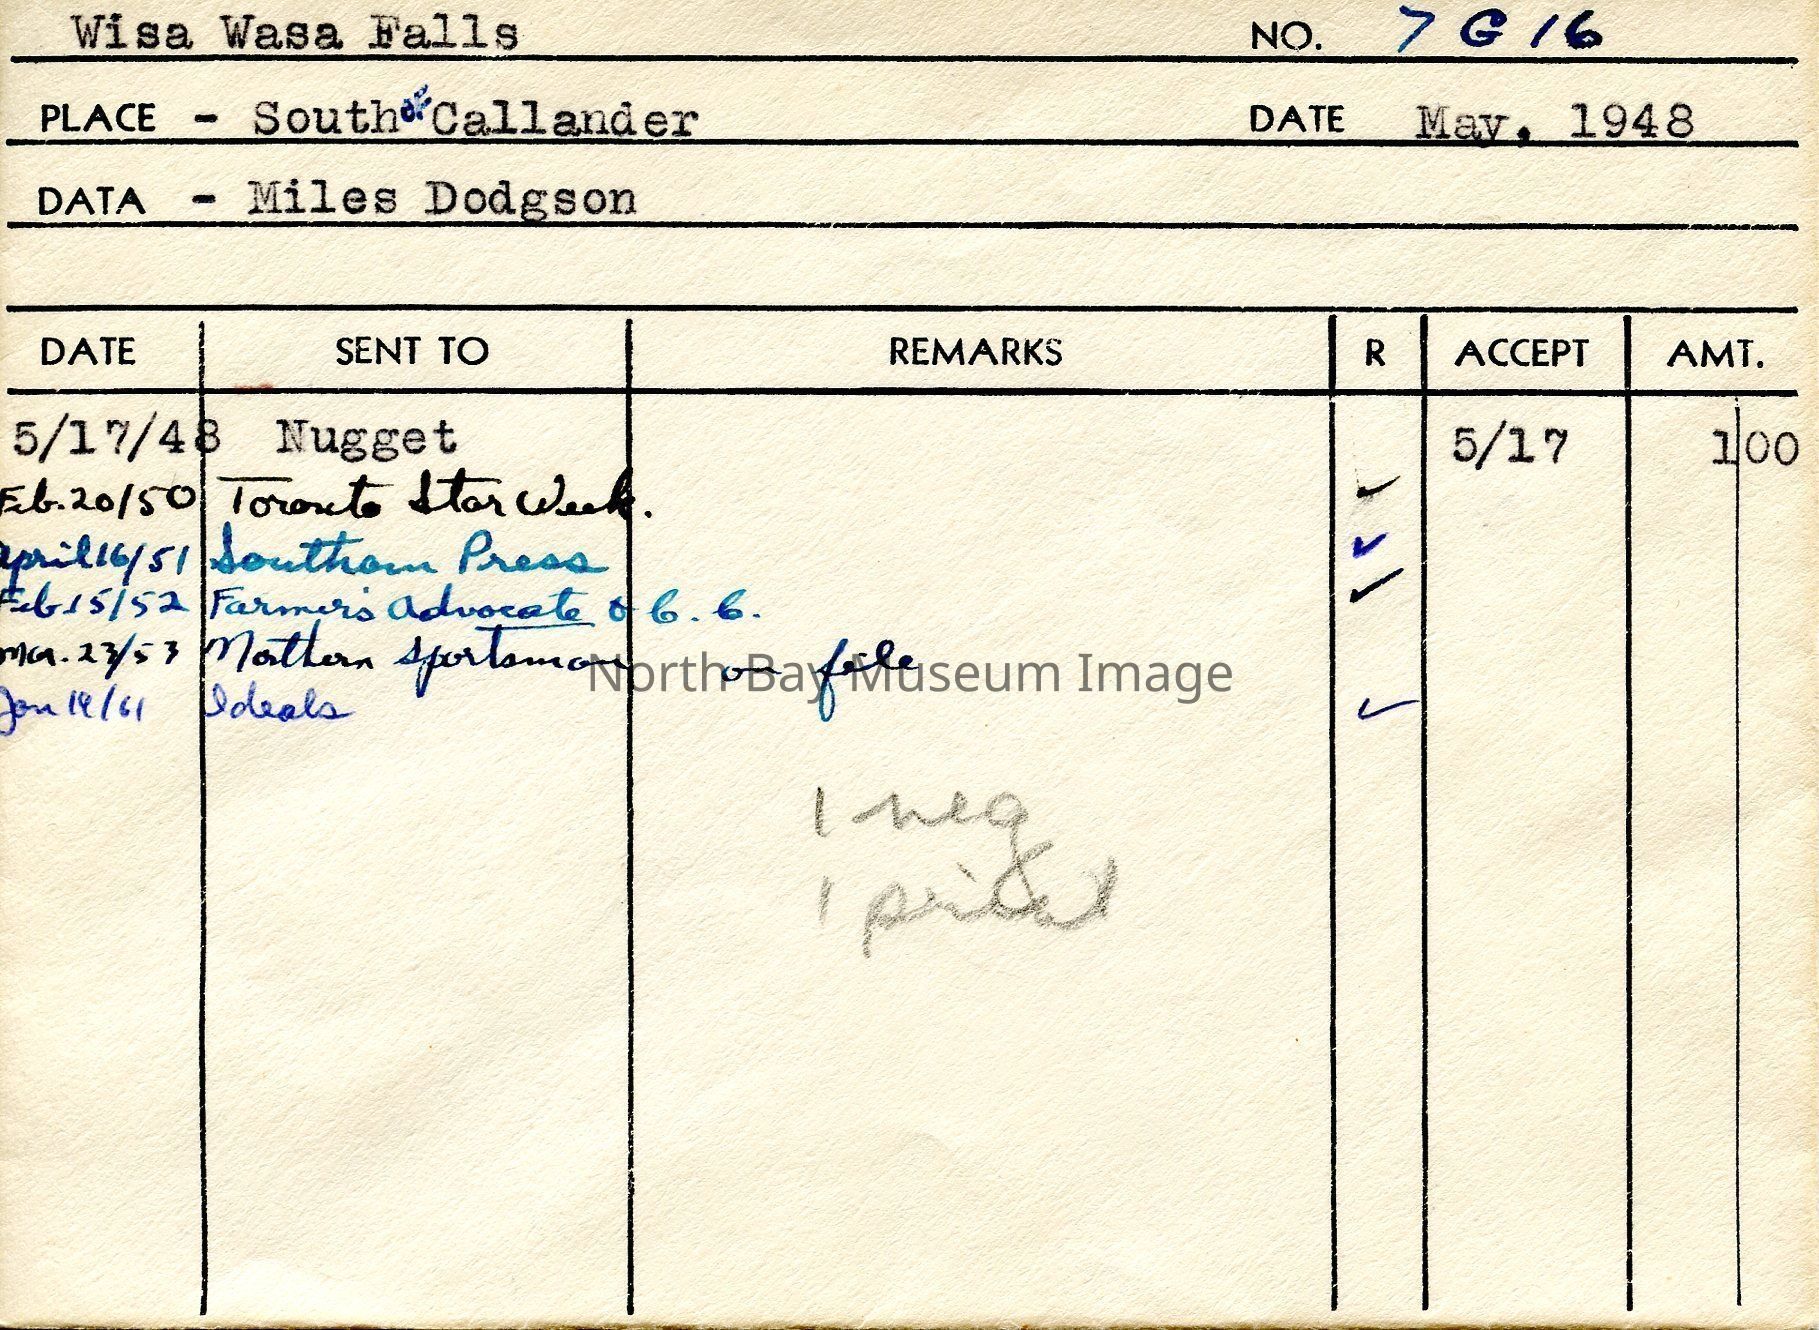 Wisa Wasa Falls NO. 7 G 16
PLACE - South of Callander DATE May, 1948
DATA - Miles Dodgson
DATE SENT TO REMARKS R ACCEPT AMT.
5/17/48 Nugget 5/17 1 00
Feb. 20/50 Toronto Star Week. ✓
April 16/51 Southam Press ✓
Feb 15/52 Farmer's Advocate & C. C. ✓
Mar. 23/53 Northern Sportsman on file
North Bay Museum Image
Jan 19/61 Ideals ✓
1 neg
1 print